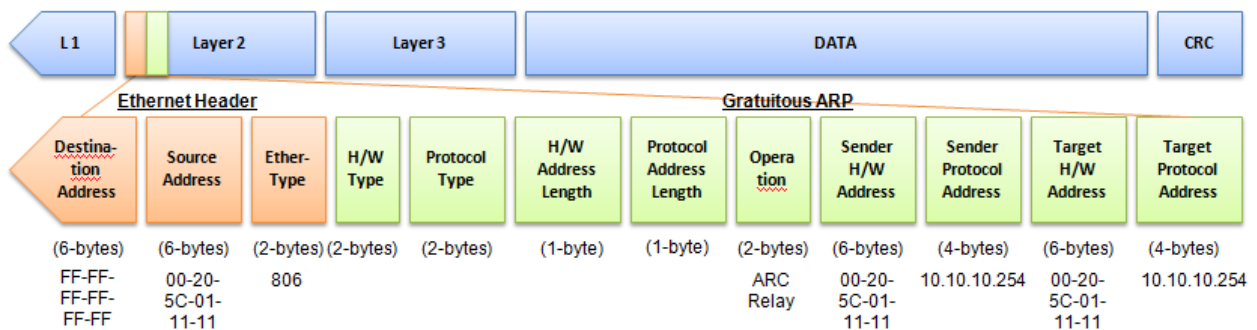 L 1 Layer 2 Layer 3 DATA CRC
Ethernet Header Gratuitous ARP
Destina-
tion
Address
Source
Address
Ether-
Type
H/W
Type
Protocol
Type
H/W
Address
Length
Protocol
Address
Length
Opera
tion
Sender
H/W
Address
Sender
Protocol
Address
Target
H/W
Address
Target
Protocol
Address
(6-bytes) (6-bytes) (2-bytes) (2-bytes) (2-bytes) (1-byte) (1-byte) (2-bytes) (6-bytes) (4-bytes) (6-bytes) (4-bytes)
FF-FF-
FF-FF-
FF-FF
00-20-
5C-01-
11-11
806
ARC
Relay
00-20-
5C-01-
11-11
10.10.10.254
00-20-
5C-01-
11-11
10.10.10.254